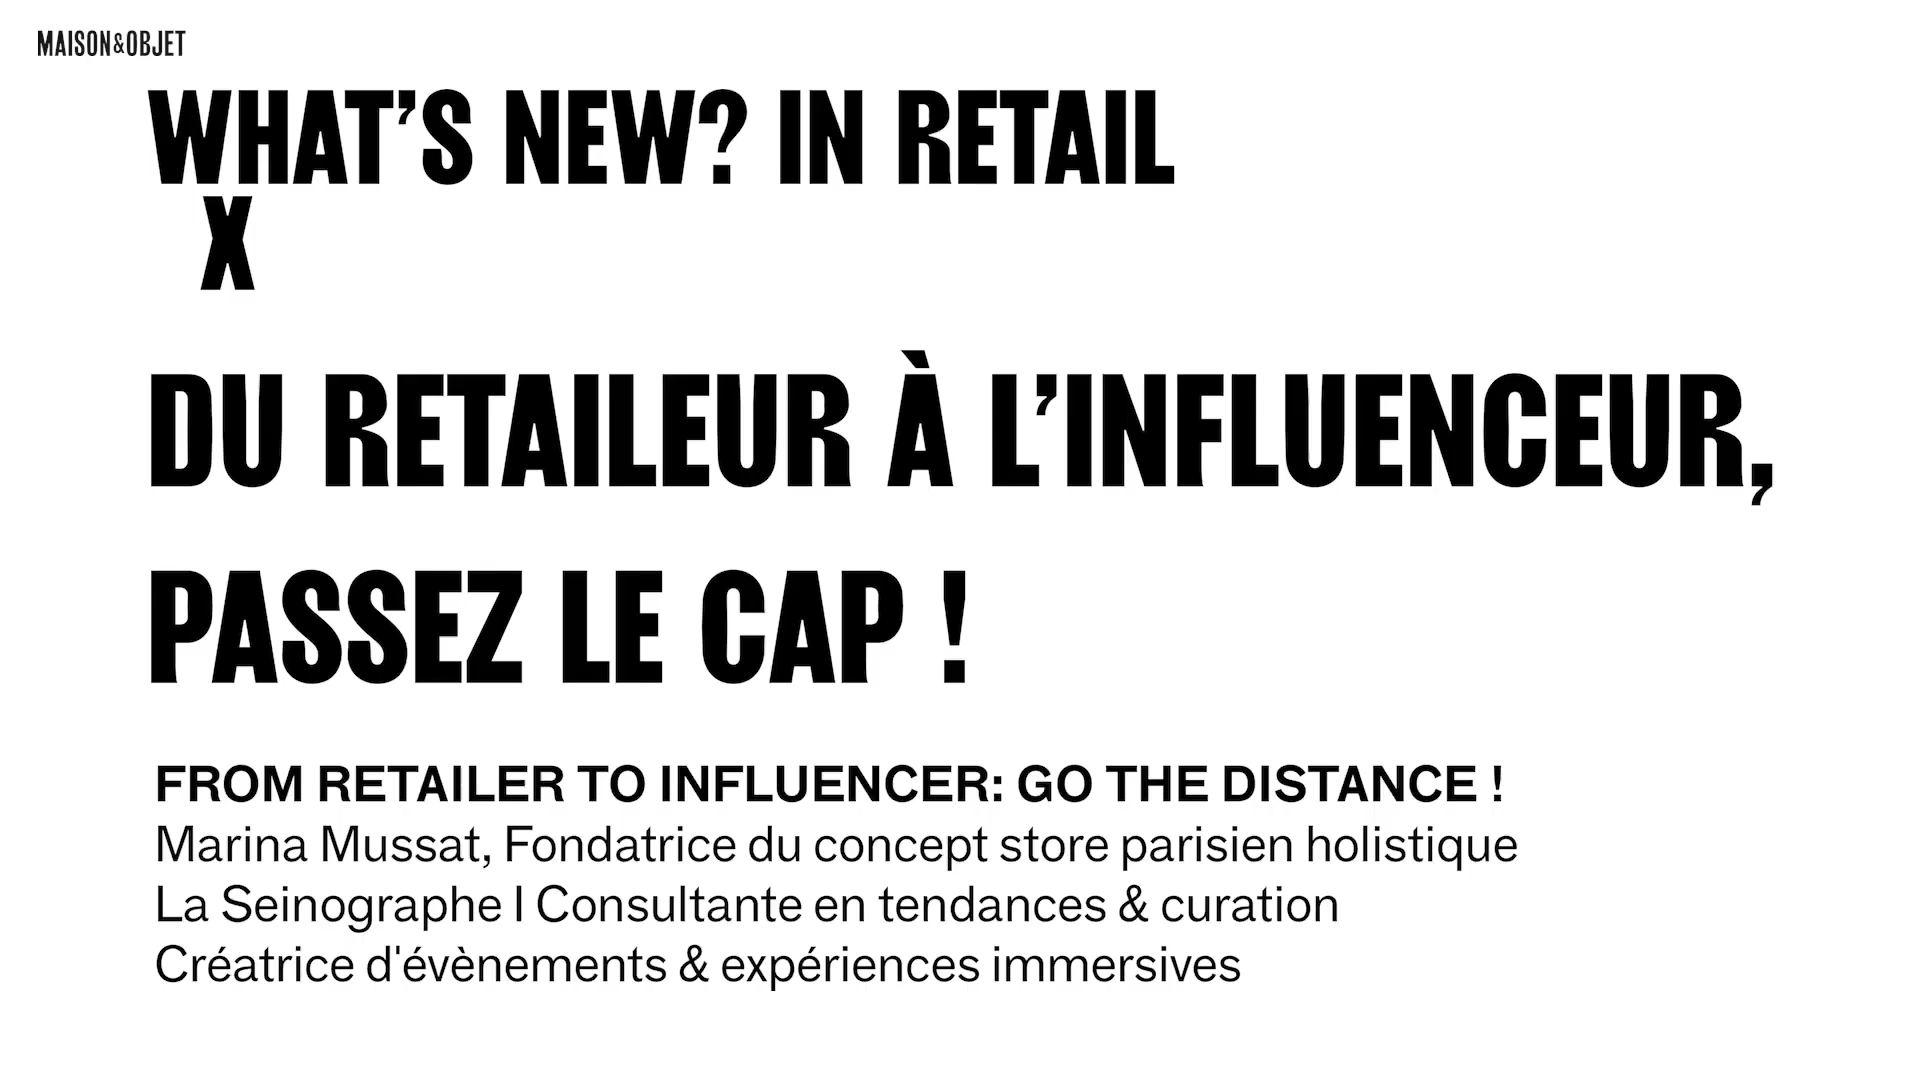 MAISON&OBJET
WHAT’S NEW? IN RETAIL
X
DU RETAILEUR À L’INFLUENCEUR,
PASSEZ LE CAP !
FROM RETAILER TO INFLUENCER: GO THE DISTANCE !
Marina Mussat, Fondatrice du concept store parisien holistique
La Seinographe I Consultante en tendances & curation
Créatrice d'évènements & expériences immersives